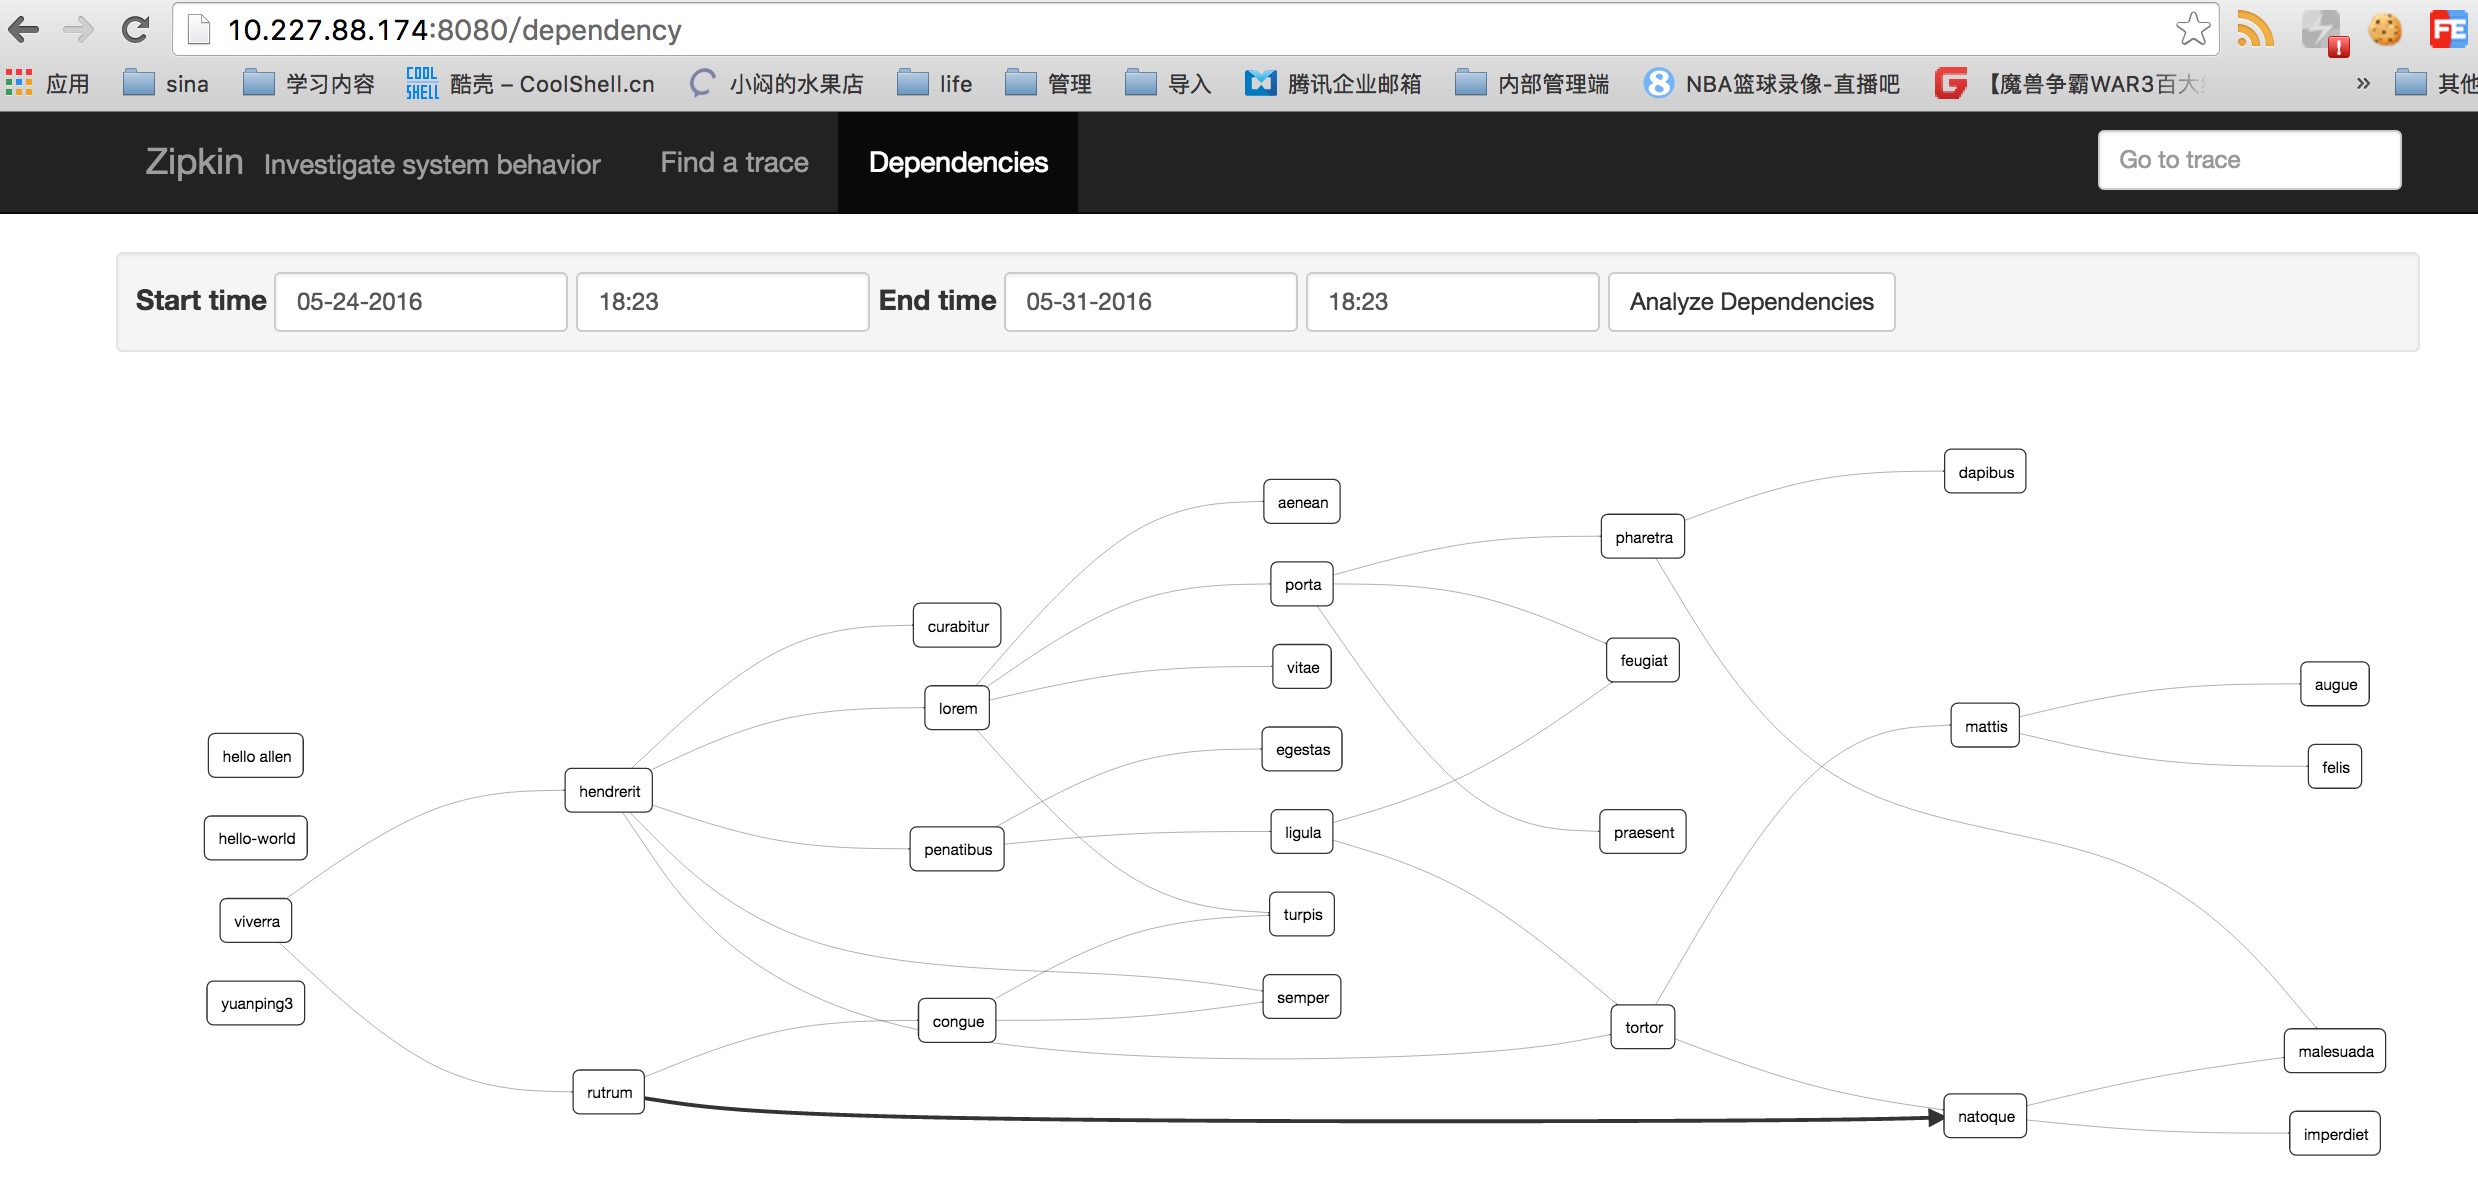 10.227.88.174:8080/dependency
应用 sina 学习内容 COOL SHELL 酷壳 – CoolShell.cn 小闷的水果店 life 管理 导入 腾讯企业邮箱 内部管理端 NBA篮球录像-直播吧 【魔兽争霸WAR3百大 » 其他
Zipkin Investigate system behavior Find a trace Dependencies Go to trace
Start time 05-24-2016 18:23 End time 05-31-2016 18:23 Analyze Dependencies
dapibus
aenean
pharetra
porta
curabitur
feugiat
vitae
augue
lorem
mattis
egestas
hello allen
felis
hendrerit
ligula
praesent
hello-world
penatibus
turpis
viverra
semper
yuanping3
congue
tortor
malesuada
rutrum
natoque
imperdiet